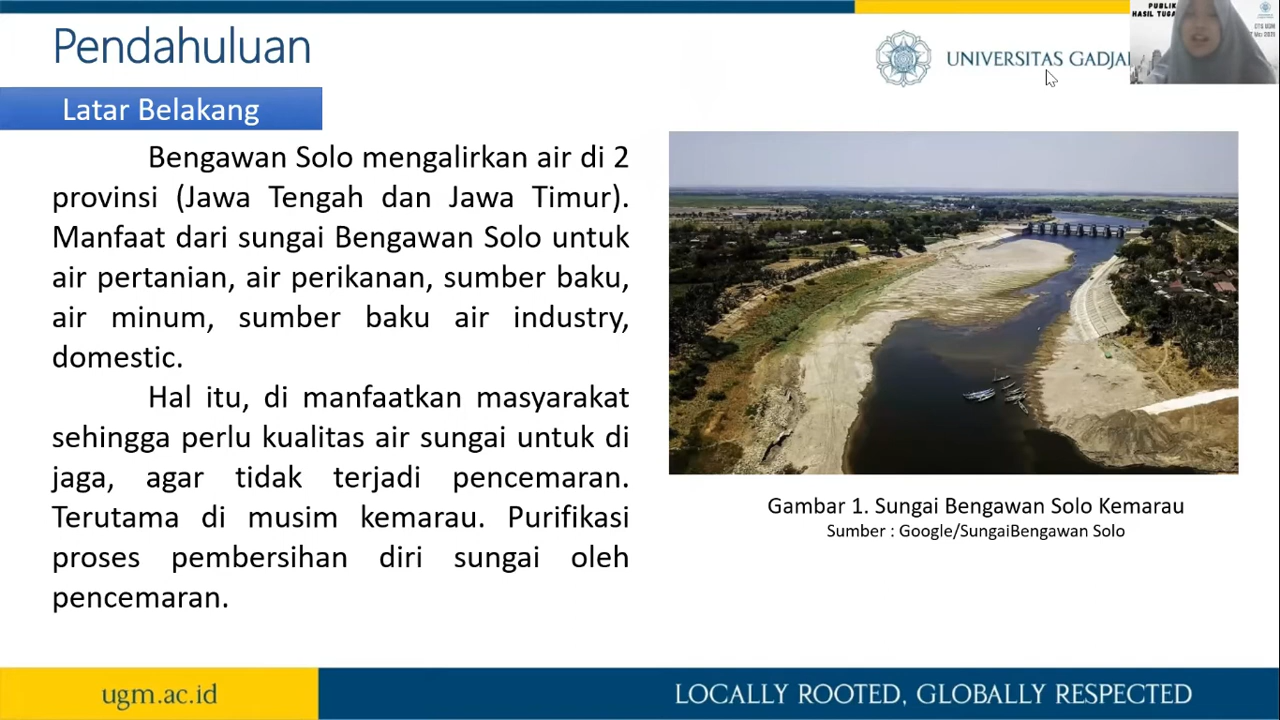 Pendahuluan
Latar Belakang
UNIVERSITAS
PUBLIK
HASIL TUGA
Bengawan Solo mengalirkan air di 2
provinsi (Jawa Tengah dan Jawa Timur).
Manfaat dari sungai Bengawan Solo untuk
air pertanian, air perikanan, sumber baku,
air minum, sumber baku air industry,
domestic.
Hal itu, di manfaatkan masyarakat
sehingga perlu kualitas air sungai untuk di
jaga, agar tidak terjadi pencemaran.
Terutama di musim kemarau. Purifikasi
proses pembersihan diri sungai oleh
pencemaran.
Gambar 1. Sungai Bengawan Solo Kemarau
Sumber : Google/SungaiBengawan Solo
ugm.ac.id
LOCALLY ROOTED, GLOBALLY RESPECTED